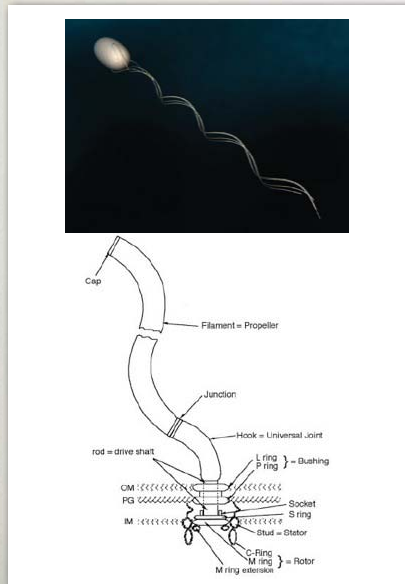 Cap
Filament = Propeller
Junction
Hook = Universal Joint
rod = drive shaft
L ring
P ring
} = Bushing
OM
PG
IM
Socket
S ring
Stud = Stator
C-Ring
M ring
} = Rotor
M ring extension